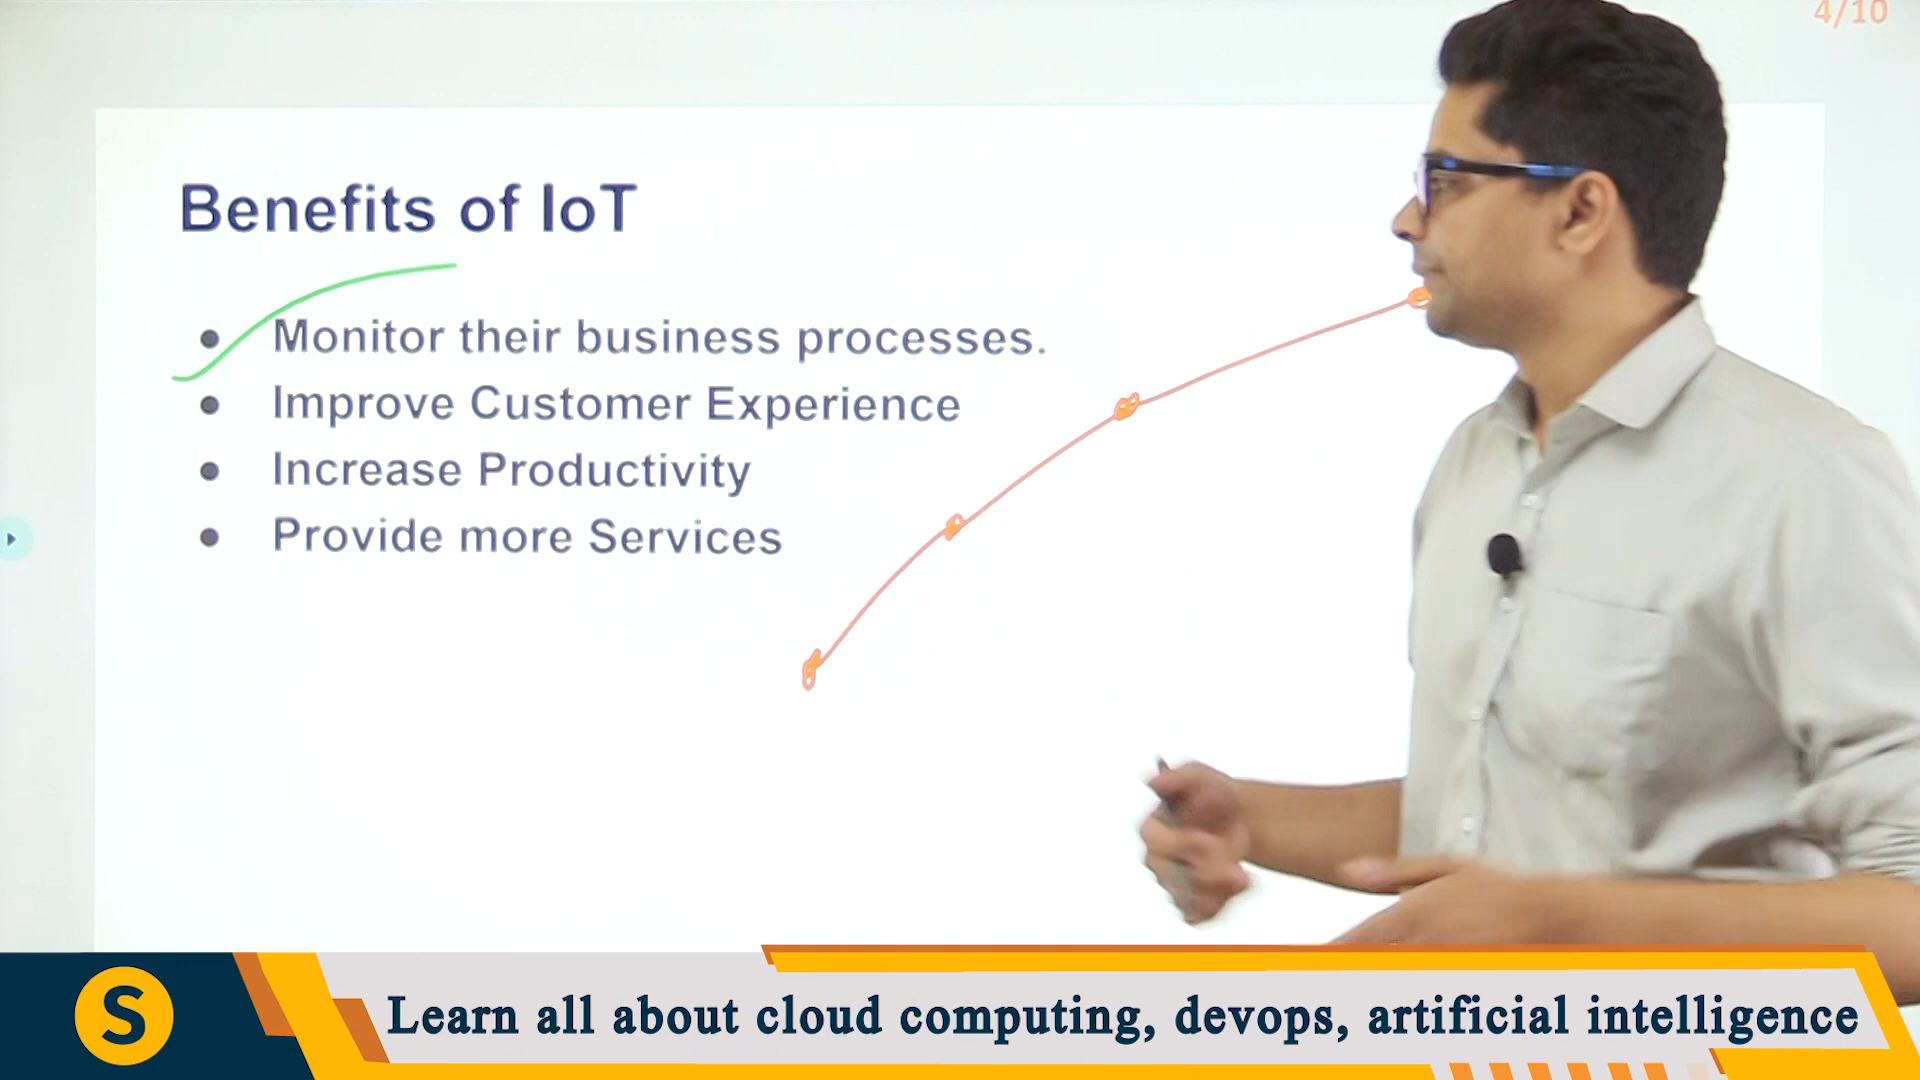 4/10
Benefits of IoT
● Monitor their business processes.
● Improve Customer Experience
● Increase Productivity
● Provide more Services
S
Learn all about cloud computing, devops, artificial intelligence